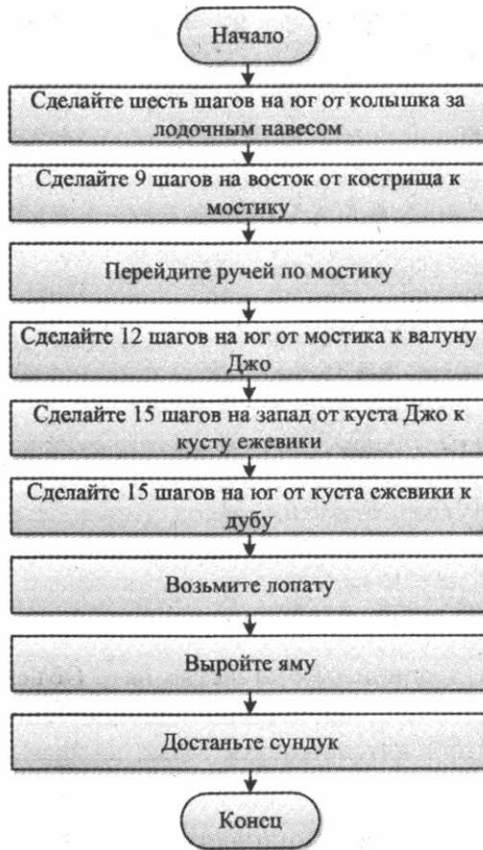 Начало
Сделайте шесть шагов на юг от колышка за
лодочным навесом
Сделайте 9 шагов на восток от кострища к
мостику
Перейдите ручей по мостику
Сделайте 12 шагов на юг от мостика к валуну
Джо
Сделайте 15 шагов на запад от куста Джо к
кусту ежевики
Сделайте 15 шагов на юг от куста ежевики к
дубу
Возьмите лопату
Выройте яму
Достаньте сундук
Конец